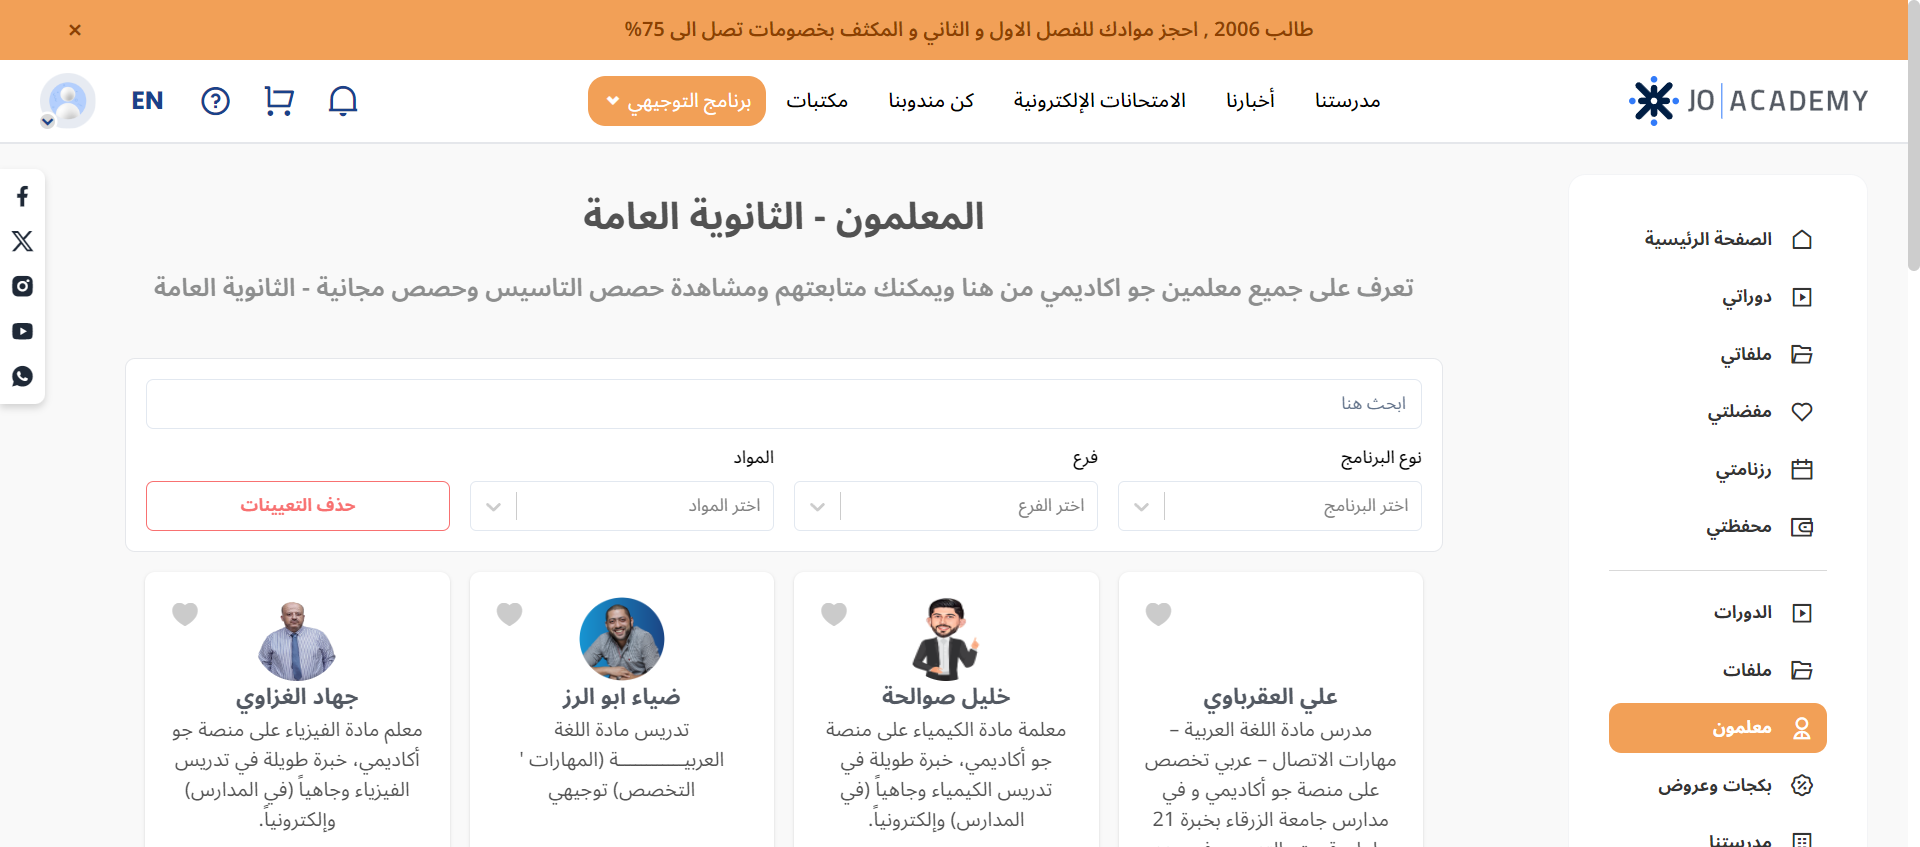 طالب 2006 , احجز موادك للفصل الاول و الثاني و المكثف بخصومات تصل الى 75%
×
JO ACADEMY
مدرستنا
أخبارنا
الامتحانات الإلكترونية
كن مندوبنا
مكتبات
برنامج التوجيهي
EN
الصفحة الرئيسية
دوراتي
ملفاتي
مفضلتي
رزنامتي
محفظتي
الدورات
ملفات
معلمون
بكجات وعروض
مدرستنا
المعلمون - الثانوية العامة
تعرف على جميع معلمين جو اكاديمي من هنا ويمكنك متابعتهم ومشاهدة حصص التاسيس وحصص مجانية - الثانوية العامة
ابحث هنا
نوع البرنامج
فرع
المواد
اختر البرنامج
اختر الفرع
اختر المواد
حذف التعيينات
علي العقرباوي
مدرس مادة اللغة العربية –
مهارات الاتصال – عربي تخصص
على منصة جو أكاديمي و في
مدارس جامعة الزرقاء بخبرة 21
خليل صوالحة
معلمة مادة الكيمياء على منصة
جو أكاديمي، خبرة طويلة في
تدريس الكيمياء وجاهياً (في
المدارس) وإلكترونياً.
ضياء ابو الرز
تدريس مادة اللغة
العربيـــــــــــة (المهارات '
التخصص) توجيهي
جهاد الغزاوي
معلم مادة الفيزياء على منصة جو
أكاديمي، خبرة طويلة في تدريس
الفيزياء وجاهياً (في المدارس)
وإلكترونياً.